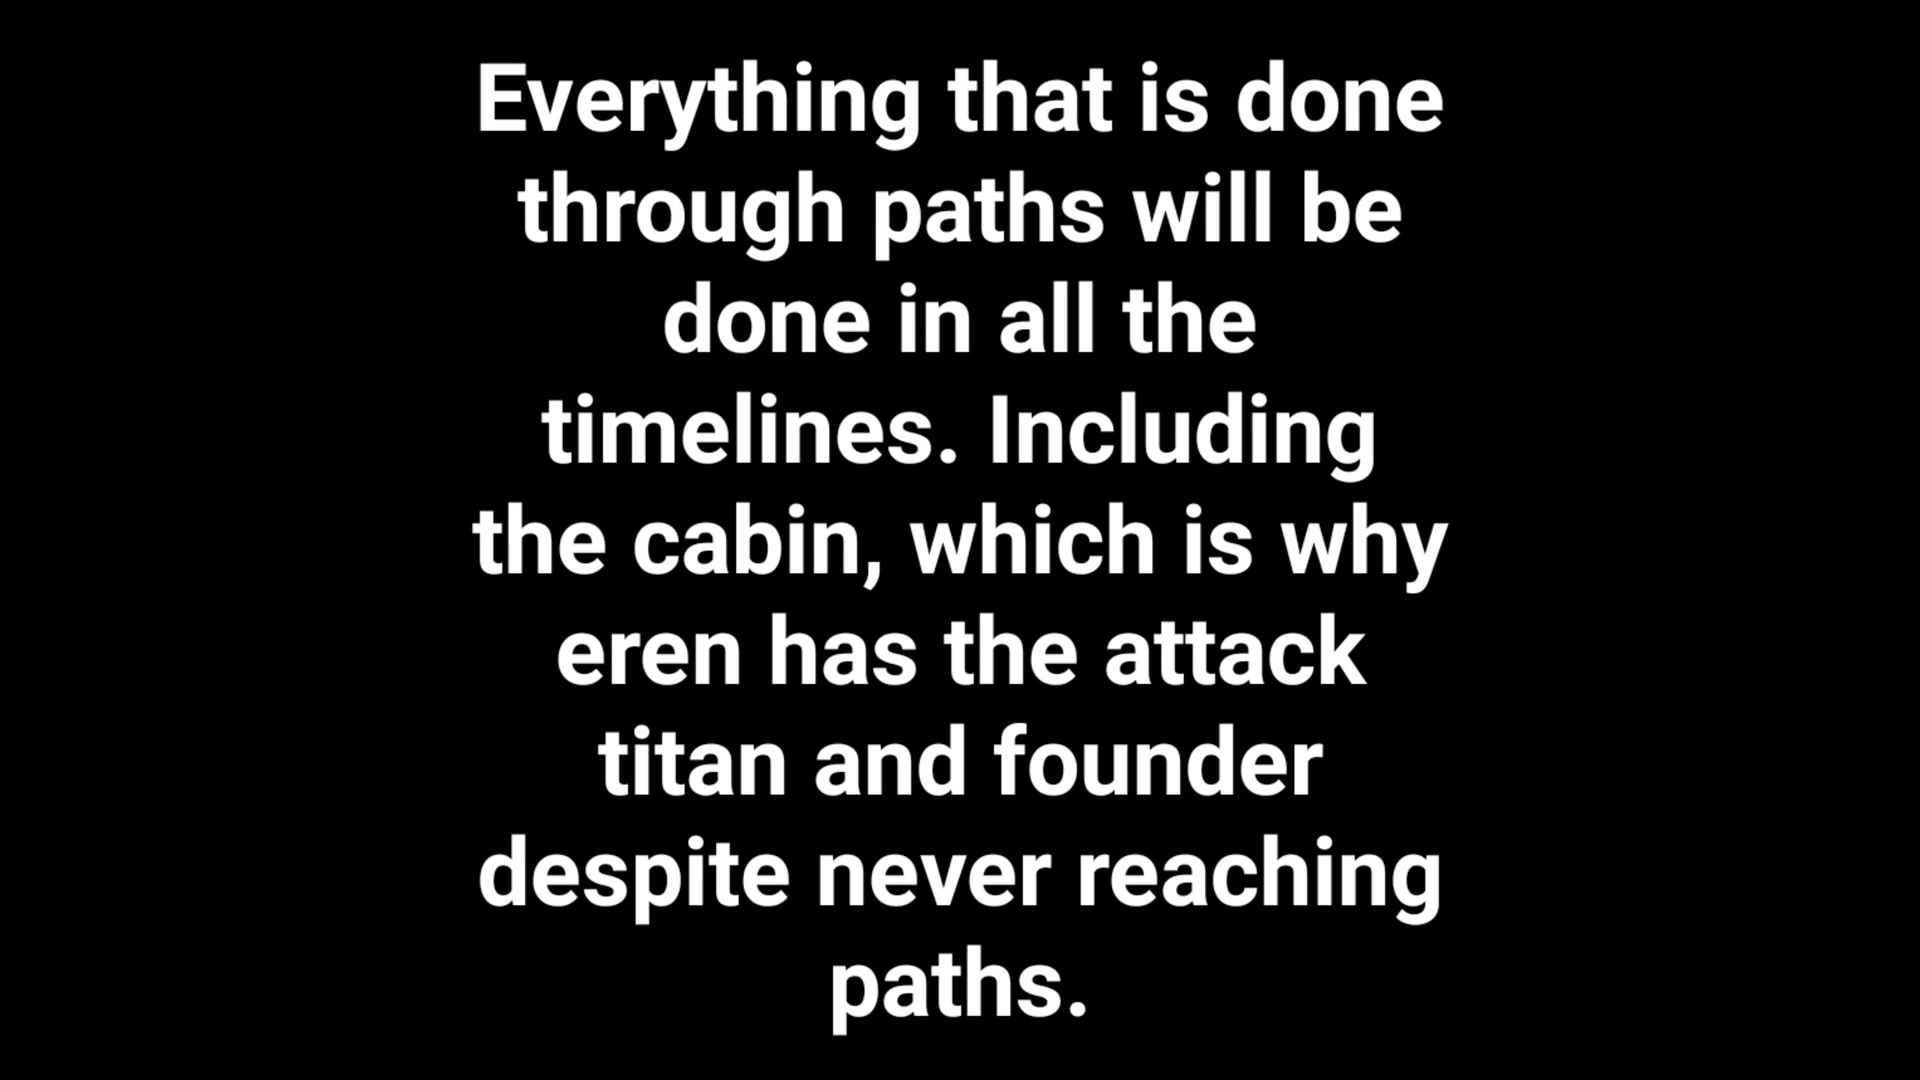 Everything that is done
through paths will be
done in all the
timelines. Including
the cabin, which is why
eren has the attack
titan and founder
despite never reaching
paths.